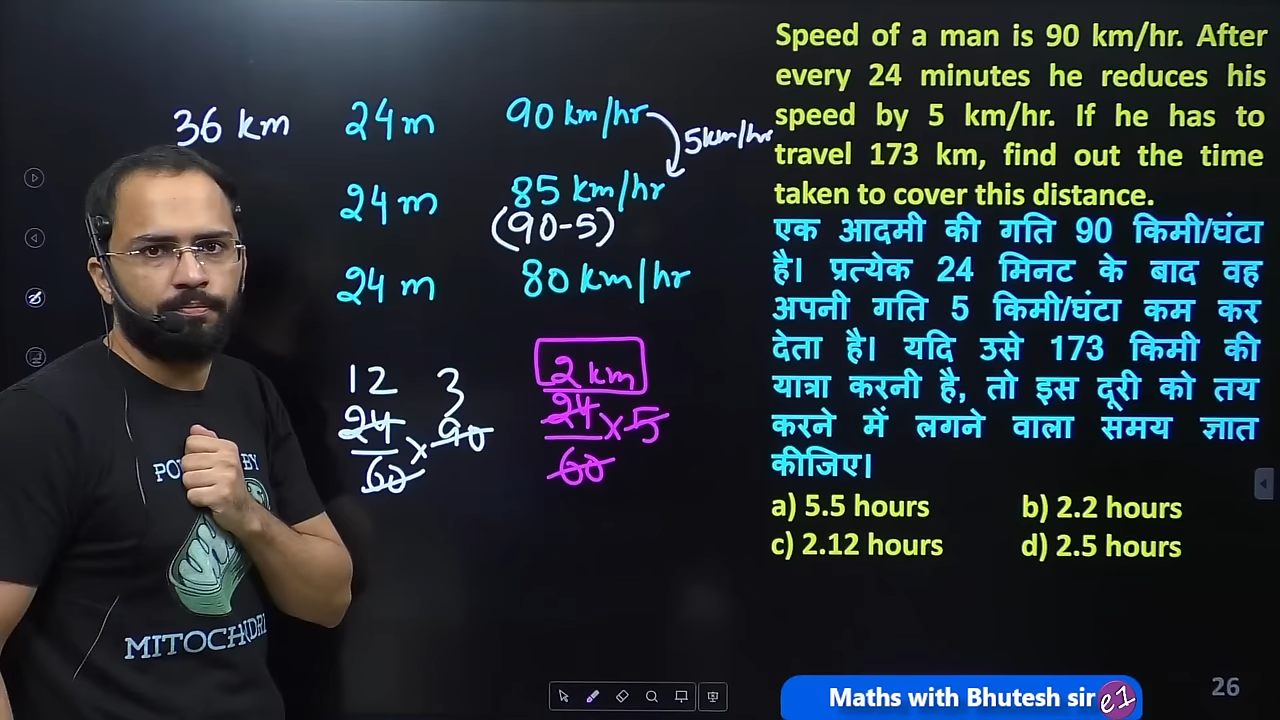 Speed of a man is 90 km/hr. After
every 24 minutes he reduces his
speed by 5 km/hr. If he has to
travel 173 km, find out the time
taken to cover this distance.
एक आदमी की गति 90 किमी/घंटा
है। प्रत्येक 24 मिनट के बाद वह
अपनी गति 5 किमी/घंटा कम कर
देता है। यदि उसे 173 किमी की
यात्रा करनी है, तो इस दूरी को तय
करने में लगने वाला समय ज्ञात
कीजिए।
a) 5.5 hours b) 2.2 hours
c) 2.12 hours d) 2.5 hours
36 km 24 m 90 km/hr 5km/hr
24 m 85 km/hr
(90-5)
24 m 80 km/hr
12 3
24/60 × 90
2 km
24/60 × 5
MITOCH
Maths with Bhutesh sir e1
26